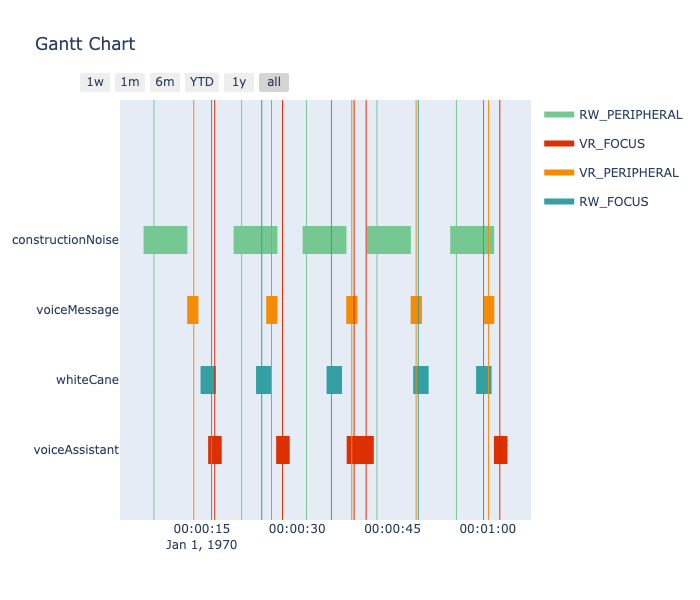 Gantt Chart
1w 1m 6m YTD 1y all
RW_PERIPHERAL
VR_FOCUS
VR_PERIPHERAL
RW_FOCUS
constructionNoise
voiceMessage
whiteCane
voiceAssistant
00:00:15 00:00:30 00:00:45 00:01:00
Jan 1, 1970